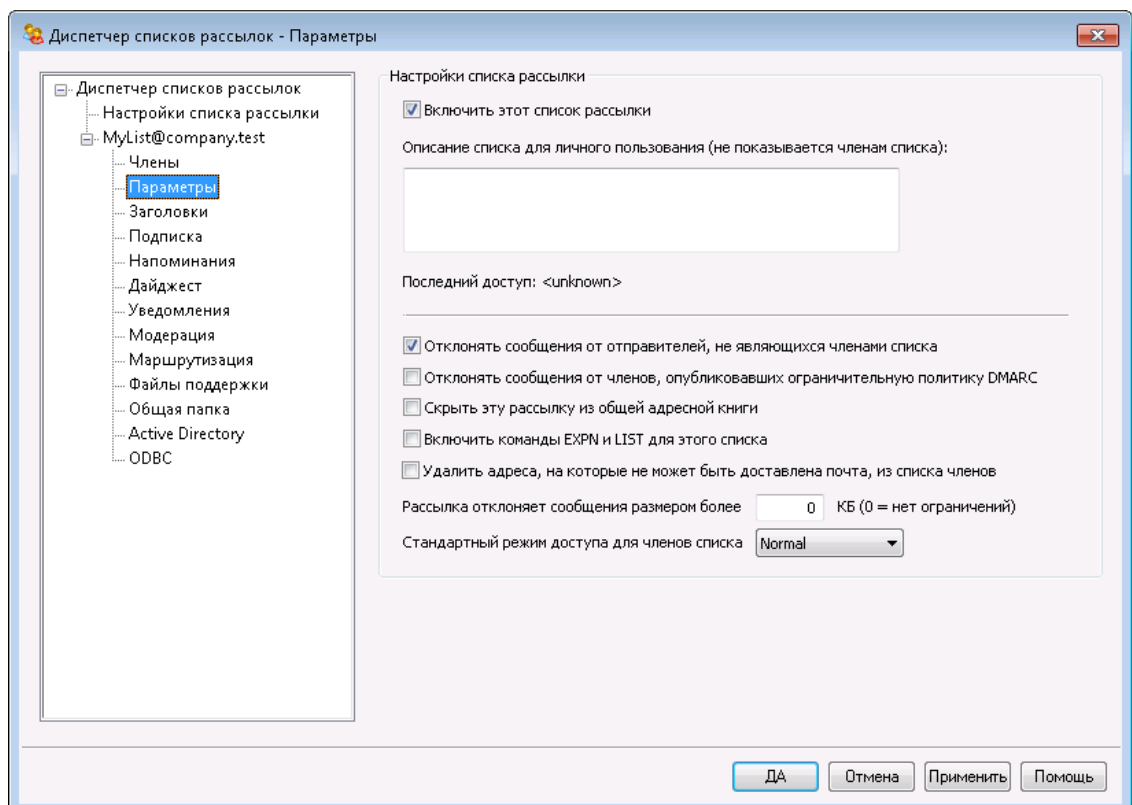 Диспетчер списков рассылок - Параметры
Диспетчер списков рассылок
Настройки списка рассылки
MyList@company.test
Члены
Параметры
Заголовки
Подписка
Напоминания
Дайджест
Уведомления
Модерация
Маршрутизация
Файлы поддержки
Общая папка
Active Directory
ODBC
Настройки списка рассылки
Включить этот список рассылки
Описание списка для личного пользования (не показывается членам списка):
Последний доступ: <unknown>
Отклонять сообщения от отправителей, не являющихся членами списка
Отклонять сообщения от членов, опубликовавших ограничительную политику DMARC
Скрыть эту рассылку из общей адресной книги
Включить команды EXPN и LIST для этого списка
Удалить адреса, на которые не может быть доставлена почта, из списка членов
Рассылка отклоняет сообщения размером более 0 КБ (0 = нет ограничений)
Стандартный режим доступа для членов списка Normal
ДА Отмена Применить Помощь